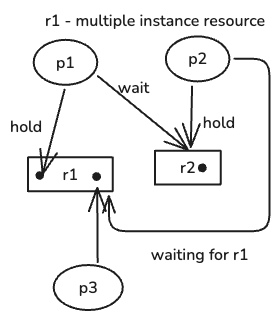 r1 - multiple instance resource
p1
p2
wait
hold
hold
r1
r2
waiting for r1
p3